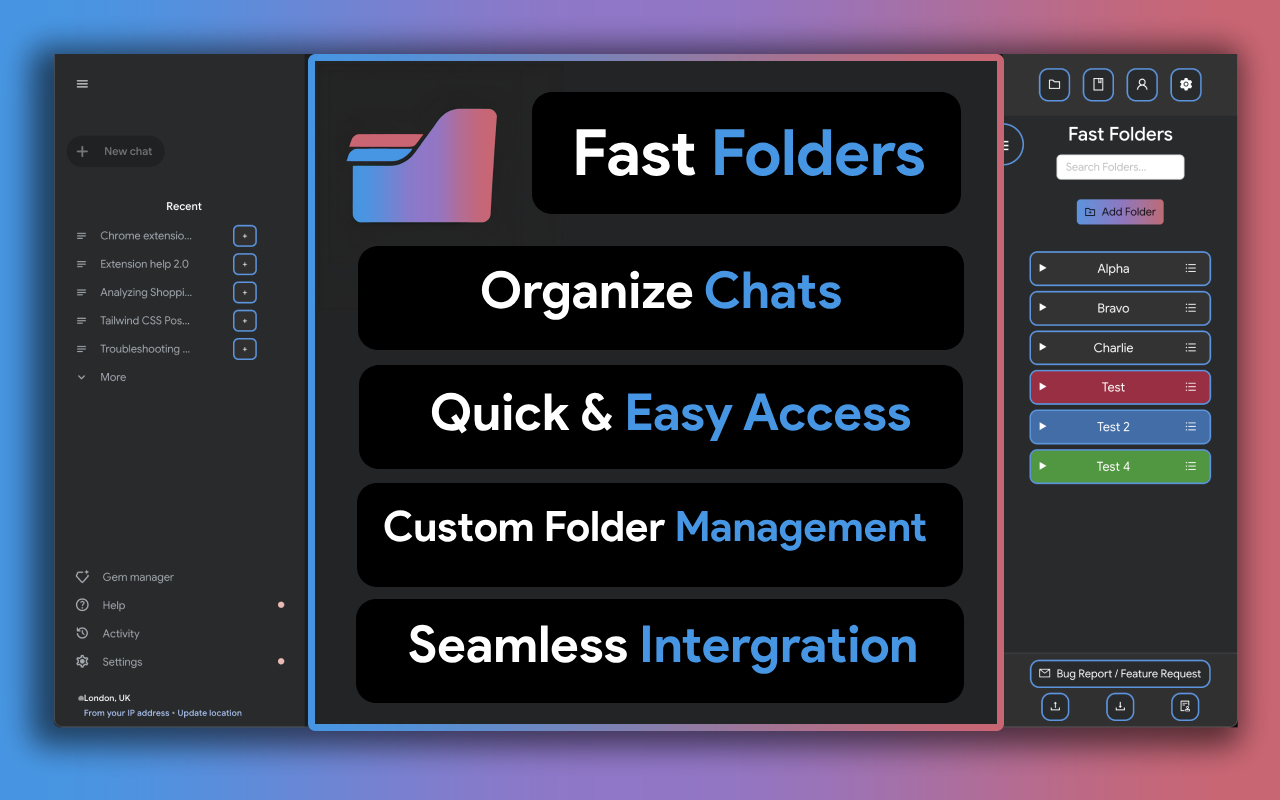 New chat
Recent
Chrome extensio...
+
Extension help 2.0
+
Analyzing Shoppi...
+
Tailwind CSS Pos...
+
Troubleshooting ...
+
More
Gem manager
Help
Activity
Settings
London, UK
From your IP address • Update location
Fast Folders
Organize Chats
Quick & Easy Access
Custom Folder Management
Seamless Intergration
Fast Folders
Search Folders...
Add Folder
Alpha
Bravo
Charlie
Test
Test 2
Test 4
Bug Report / Feature Request